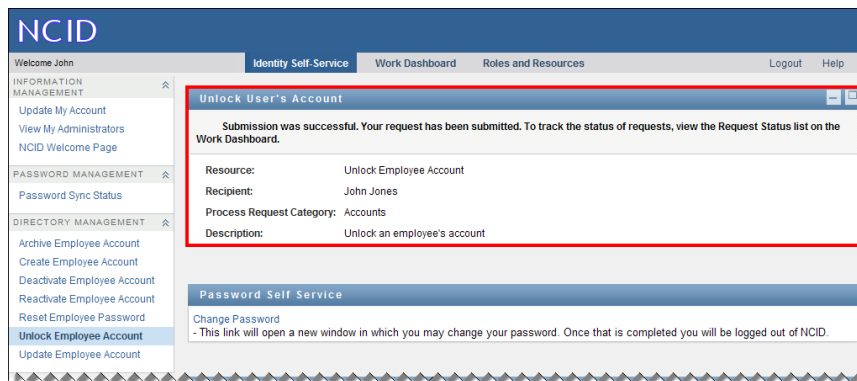 NCID
Welcome John
Identity Self-Service
Work Dashboard
Roles and Resources
Logout
Help
INFORMATION
MANAGEMENT
Update My Account
View My Administrators
NCID Welcome Page
PASSWORD MANAGEMENT
Password Sync Status
DIRECTORY MANAGEMENT
Archive Employee Account
Create Employee Account
Deactivate Employee Account
Reactivate Employee Account
Reset Employee Password
Unlock Employee Account
Update Employee Account
Unlock User's Account
Submission was successful. Your request has been submitted. To track the status of requests, view the Request Status list on the
Work Dashboard.
Resource: Unlock Employee Account
Recipient: John Jones
Process Request Category: Accounts
Description: Unlock an employee's account
Password Self Service
Change Password
- This link will open a new window in which you may change your password. Once that is completed you will be logged out of NCID.